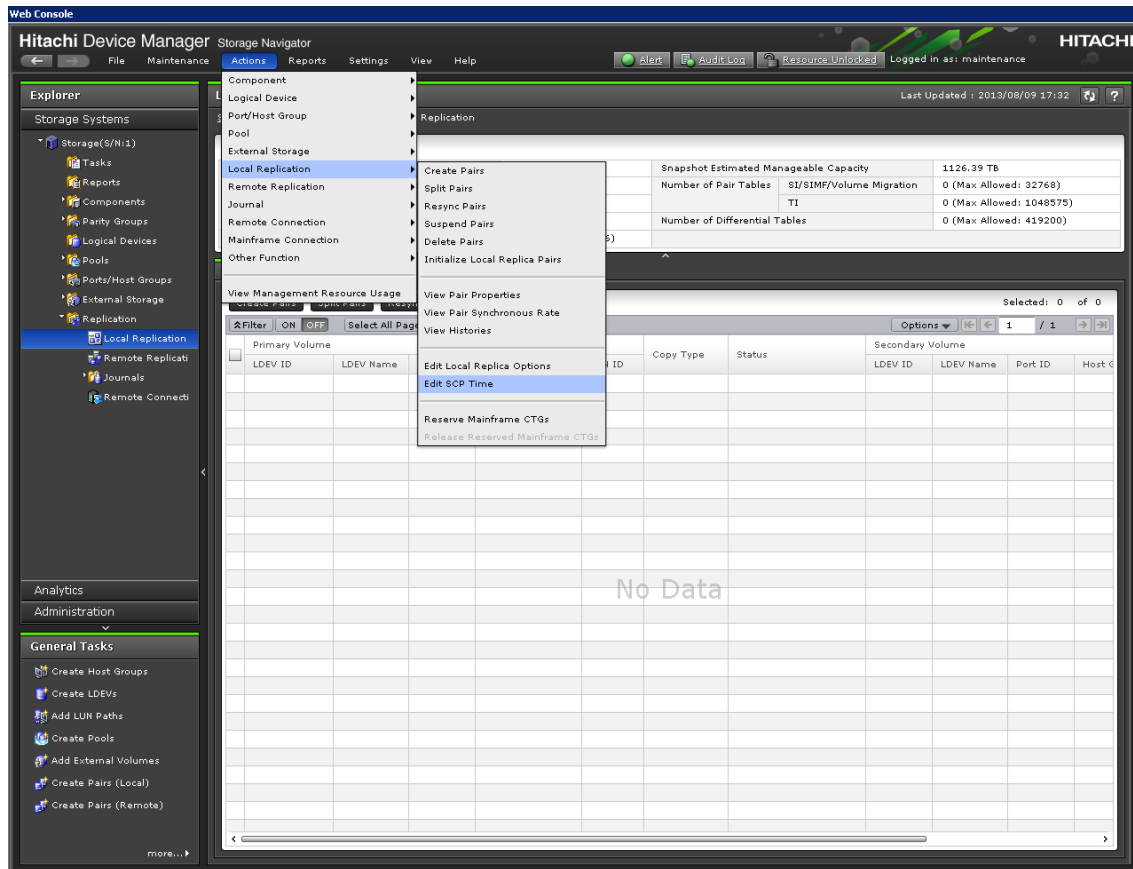 Web Console
Hitachi Device Manager Storage Navigator
HITACHI
File Maintenance Actions Reports Settings View Help
Alert Audit Log Resource Unlocked Logged in as: maintenance
Explorer
Storage Systems
Storage(S/N:1)
Tasks
Reports
Components
Parity Groups
Logical Devices
Pools
Ports/Host Groups
External Storage
Replication
Local Replication
Remote Replicati
Journals
Remote Connecti
Analytics
Administration
General Tasks
Create Host Groups
Create LDEVs
Add LUN Paths
Create Pools
Add External Volumes
Create Pairs (Local)
Create Pairs (Remote)
more...
Component
Logical Device
Port/Host Group
Pool
External Storage
Local Replication
Remote Replication
Journal
Remote Connection
Mainframe Connection
Other Function
View Management Resource Usage
Create Pairs
Split Pairs
Resync Pairs
Suspend Pairs
Delete Pairs
Initialize Local Replica Pairs
View Pair Properties
View Pair Synchronous Rate
View Histories
Edit Local Replica Options
Edit SCP Time
Reserve Mainframe CTGs
Release Reserved Mainframe CTGs
Last Updated : 2013/08/09 17:32 ?
Replication
Snapshot Estimated Manageable Capacity 1126.39 TB
Number of Pair Tables SI/SIMF/Volume Migration 0 (Max Allowed: 32768)
TI 0 (Max Allowed: 1048575)
Number of Differential Tables 0 (Max Allowed: 419200)
Selected: 0 of 0
Filter ON OFF Select All Page
Options 1 / 1
Primary Volume Copy Type Status Secondary Volume
LDEV ID LDEV Name ID LDEV ID LDEV Name Port ID Host G
No Data